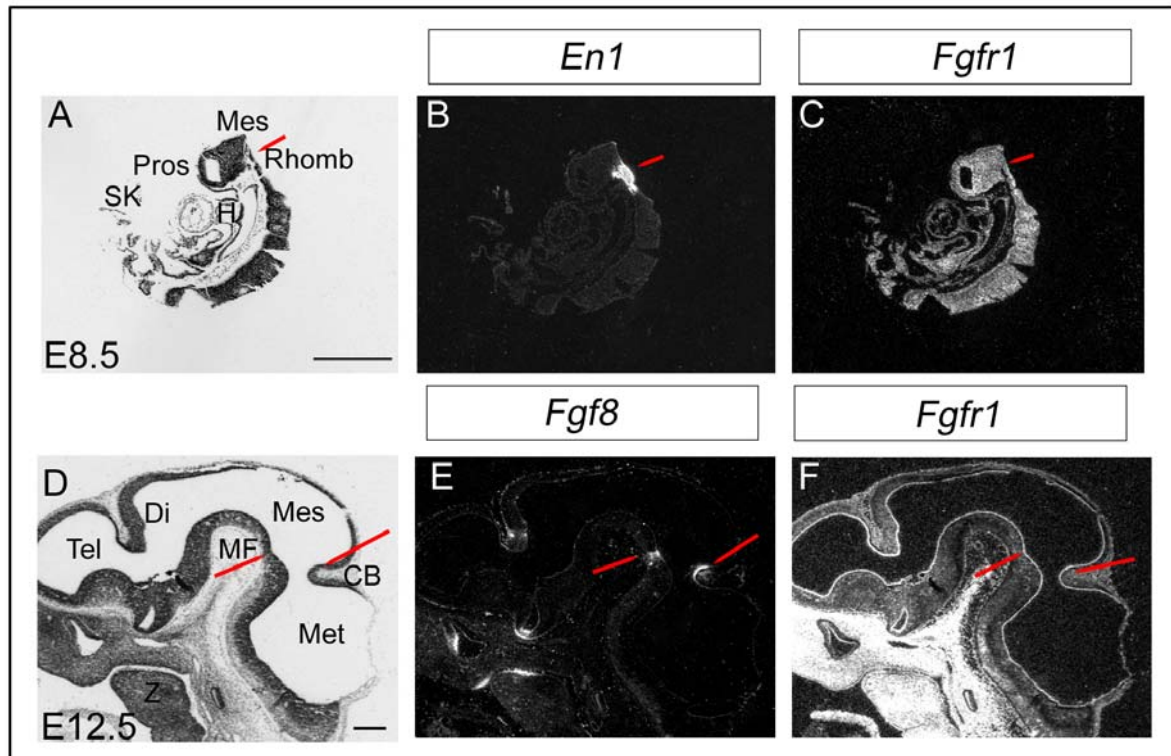 En1
Fgfr1
A
Mes
Pros
Rhomb
SK
H
E8.5
B
C
Fgf8
Fgfr1
D
Di
Mes
Tel
MF
CB
Met
Z
E12.5
E
F